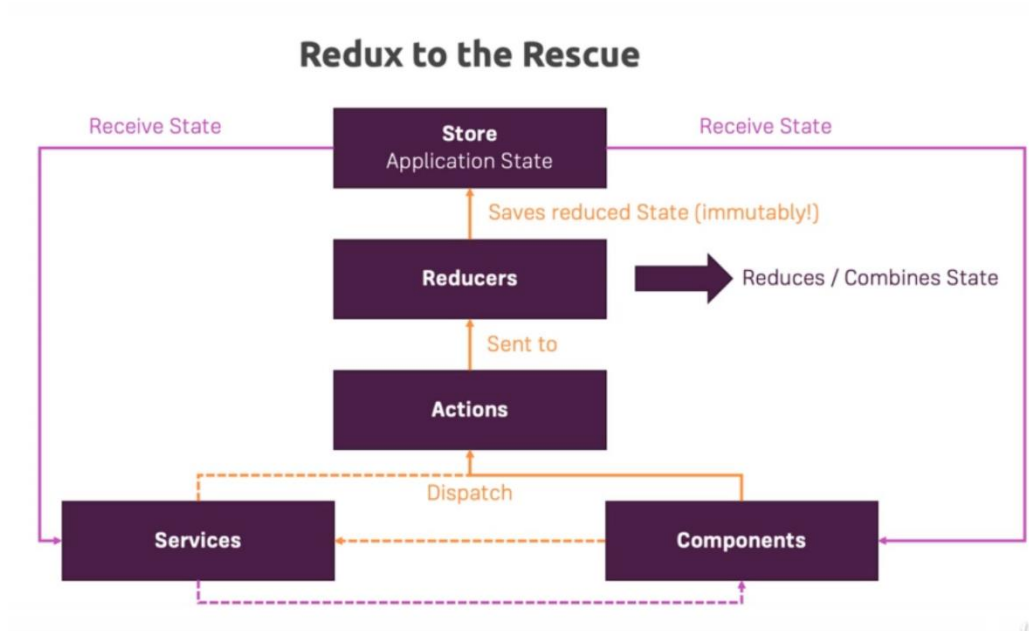 Redux to the Rescue
Receive State
Store
Application State
Receive State
Saves reduced State (immutably!)
Reducers
Reduces / Combines State
Sent to
Actions
Dispatch
Services
Components